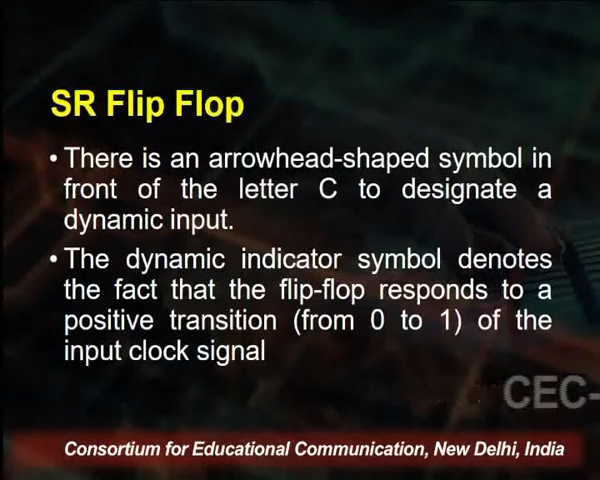 SR Flip Flop
• There is an arrowhead-shaped symbol in
front of the letter C to designate a
dynamic input.
• The dynamic indicator symbol denotes
the fact that the flip-flop responds to a
positive transition (from 0 to 1) of the
input clock signal
CEC-
Consortium for Educational Communication, New Delhi, India